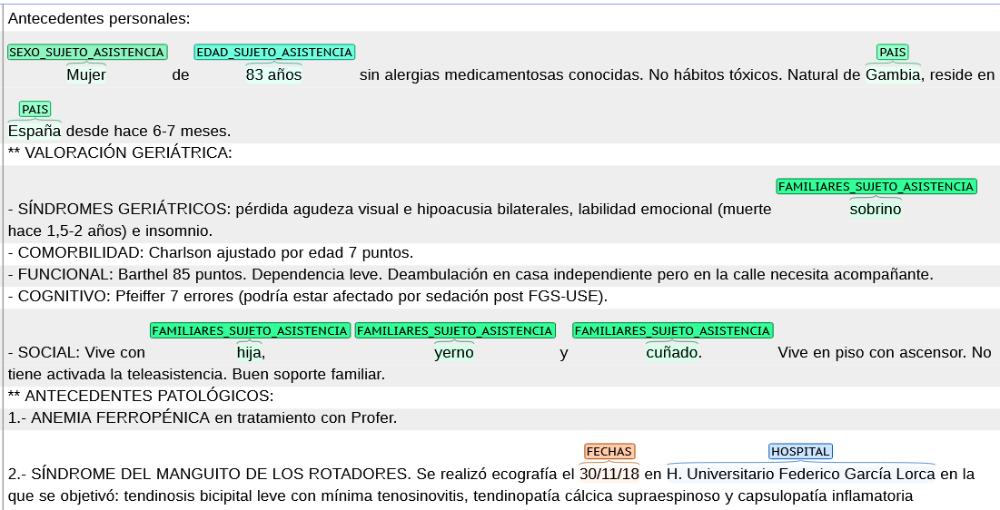 Antecedentes personales:
SEXO_SUJETO_ASISTENCIA EDAD_SUJETO_ASISTENCIA PAIS
Mujer de 83 años sin alergias medicamentosas conocidas. No hábitos tóxicos. Natural de Gambia, reside en
PAIS
España desde hace 6-7 meses.
** VALORACIÓN GERIÁTRICA:
FAMILIARES_SUJETO_ASISTENCIA
- SÍNDROMES GERIÁTRICOS: pérdida agudeza visual e hipoacusia bilaterales, labilidad emocional (muerte sobrino
hace 1,5-2 años) e insomnio.
- COMORBILIDAD: Charlson ajustado por edad 7 puntos.
- FUNCIONAL: Barthel 85 puntos. Dependencia leve. Deambulación en casa independiente pero en la calle necesita acompañante.
- COGNITIVO: Pfeiffer 7 errores (podría estar afectado por sedación post FGS-USE).
FAMILIARES_SUJETO_ASISTENCIA FAMILIARES_SUJETO_ASISTENCIA FAMILIARES_SUJETO_ASISTENCIA
- SOCIAL: Vive con hija, yerno y cuñado. Vive en piso con ascensor. No
tiene activada la teleasistencia. Buen soporte familiar.
** ANTECEDENTES PATOLÓGICOS:
1.- ANEMIA FERROPÉNICA en tratamiento con Profer.
FECHAS HOSPITAL
2.- SÍNDROME DEL MANGUITO DE LOS ROTADORES. Se realizó ecografía el 30/11/18 en H. Universitario Federico García Lorca en la
que se objetivó: tendinosis bicipital leve con mínima tenosinovitis, tendinopatía cálcica supraespinoso y capsulopatía inflamatoria